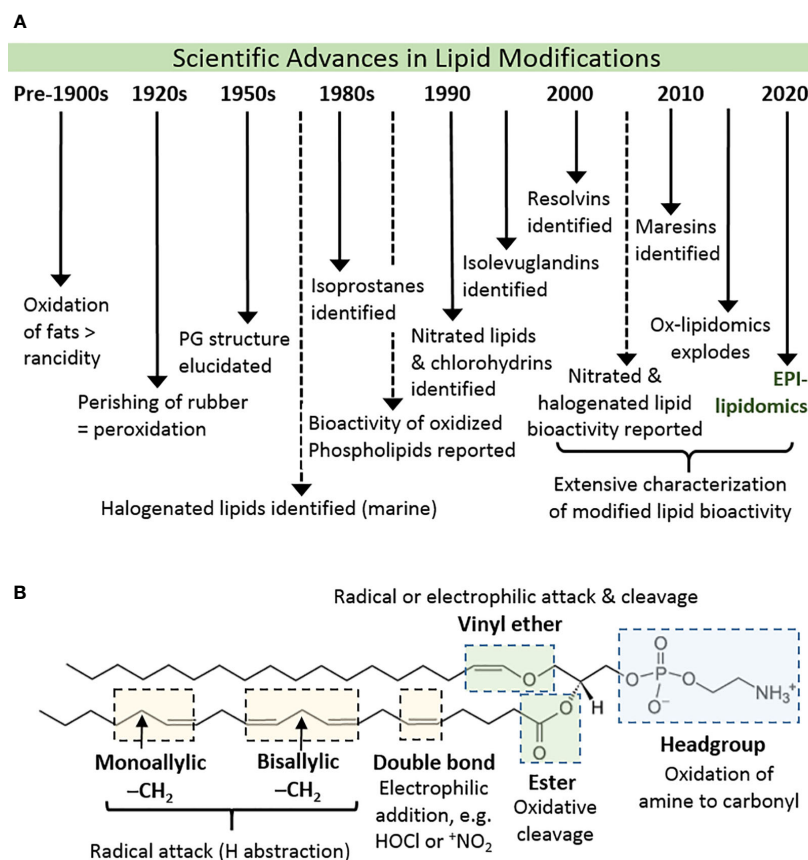 A
Scientific Advances in Lipid Modifications
Pre-1900s 1920s 1950s 1980s 1990 2000 2010 2020
Resolvins
identified
Maresins
identified
Isolevuglandins
identified
Isoprostanes
identified
Oxidation
of fats >
rancidity
PG structure
elucidated
Nitrated lipids
& chlorohydrins
identified
Ox-lipidomics
explodes
Perishing of rubber
= peroxidation
Nitrated &
halogenated lipid
bioactivity reported
EPI-
lipidomics
Bioactivity of oxidized
Phospholipids reported
Halogenated lipids identified (marine)
Extensive characterization
of modified lipid bioactivity
B
Radical or electrophilic attack & cleavage
Vinyl ether
O
O
O
H
O
O
P
O⁻
O
NH₃⁺
Monoallylic
–CH₂
Bisallylic
–CH₂
Radical attack (H abstraction)
Double bond
Electrophilic
addition, e.g.
HOCl or ⁺NO₂
Ester
Oxidative
cleavage
Headgroup
Oxidation of
amine to carbonyl